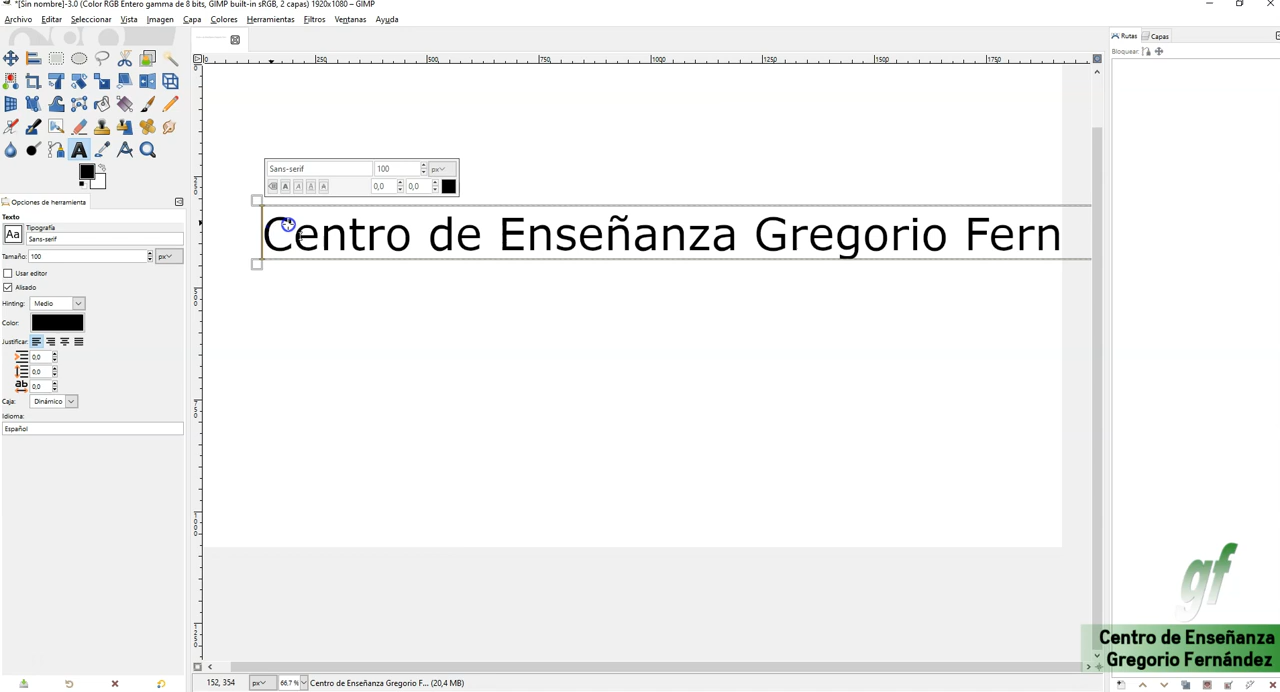 *[Sin nombre]-3.0 (Color RGB Entero gamma de 8 bits, GIMP built-in sRGB, 2 capas) 1920x1080 – GIMP
Archivo Editar Seleccionar Vista Imagen Capa Colores Herramientas Filtros Ventanas Ayuda
Rutas Capas
Bloquear:
0 250 500 750 1000 1250 1500 1750
Sans-serif 100 px
0,0 0,0
Opciones de herramienta
Texto
Tipografía
Aa Sans-serif
Tamaño: 100 px
Usar editor
Alisado
Hinting: Medio
Color:
Justificar:
0,0
0,0
0,0
Caja: Dinámico
Idioma:
Español
Centro de Enseñanza Gregorio Fern
gf
Centro de Enseñanza
Gregorio Fernández
152, 354 px 66.7 % Centro de Enseñanza Gregorio F... (20,4 MB)